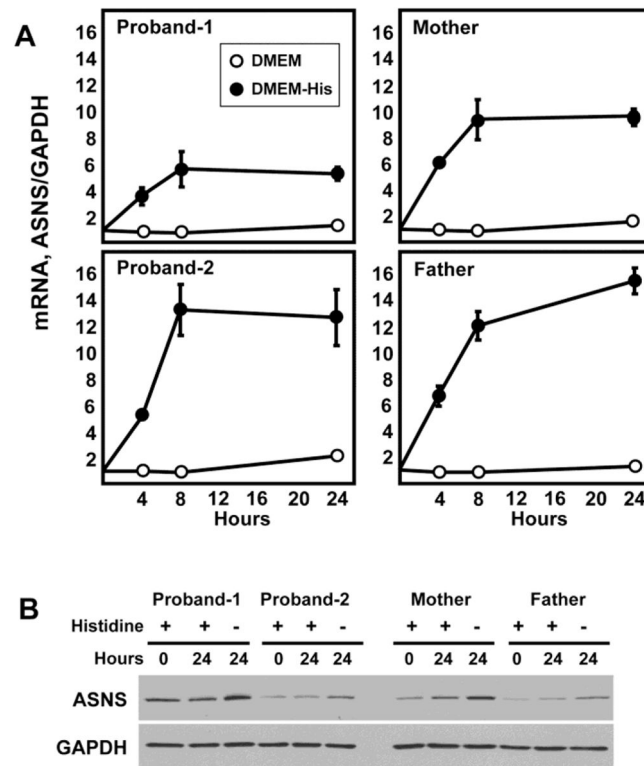 A
mRNA, ASNS/GAPDH
Proband-1
16
14
12
10
8
6
4
2
DMEM
DMEM-His
Mother
16
14
12
10
8
6
4
2
Proband-2
16
14
12
10
8
6
4
2
4 8 12 16 20 24
Hours
Father
16
14
12
10
8
6
4
2
4 8 12 16 20 24
Hours
B
Proband-1 Proband-2 Mother Father
Histidine + + - + + - + + - + + -
Hours 0 24 24 0 24 24 0 24 24 0 24 24
ASNS
GAPDH